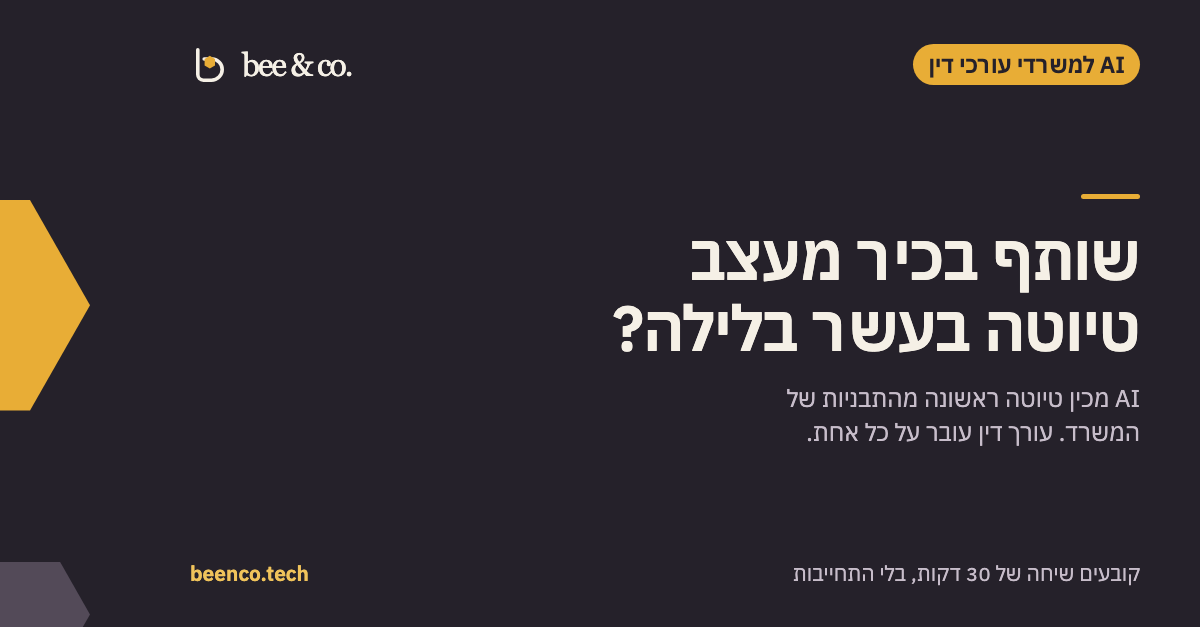 AI למשרדי עורכי דין
bee & co.
שותף בכיר מעצב
טיוטה בעשר בלילה?
AI מכין טיוטה ראשונה מהתבניות של
המשרד. עורך דין עובר על כל אחת.
קובעים שיחה של 30 דקות, בלי התחייבות
beenco.tech